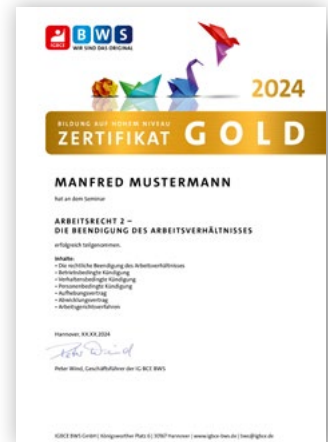 IGBCE BWS
WIR SIND DAS ORIGINAL
2024
BILDUNG AUF HOHEM NIVEAU
ZERTIFIKAT GOLD
MANFRED MUSTERMANN
hat an dem Seminar
ARBEITSRECHT 2 –
DIE BEENDIGUNG DES ARBEITSVERHÄLTNISSES
erfolgreich teilgenommen.
Inhalte:
• Die rechtliche Beendigung des Arbeitsverhältnisses
• Betriebsbedingte Kündigung
• Verhaltensbedingte Kündigung
• Personenbedingte Kündigung
• Aufhebungsvertrag
• Abwicklungsvertrag
• Arbeitsgerichtsverfahren
Hannover, XX.XX.2024
Peter Wind
Peter Wind, Geschäftsführer der IG BCE BWS
IGBCE BWS GmbH | Königsworther Platz 6 | 30167 Hannover | www.igbce-bws.de | bws@igbce.de